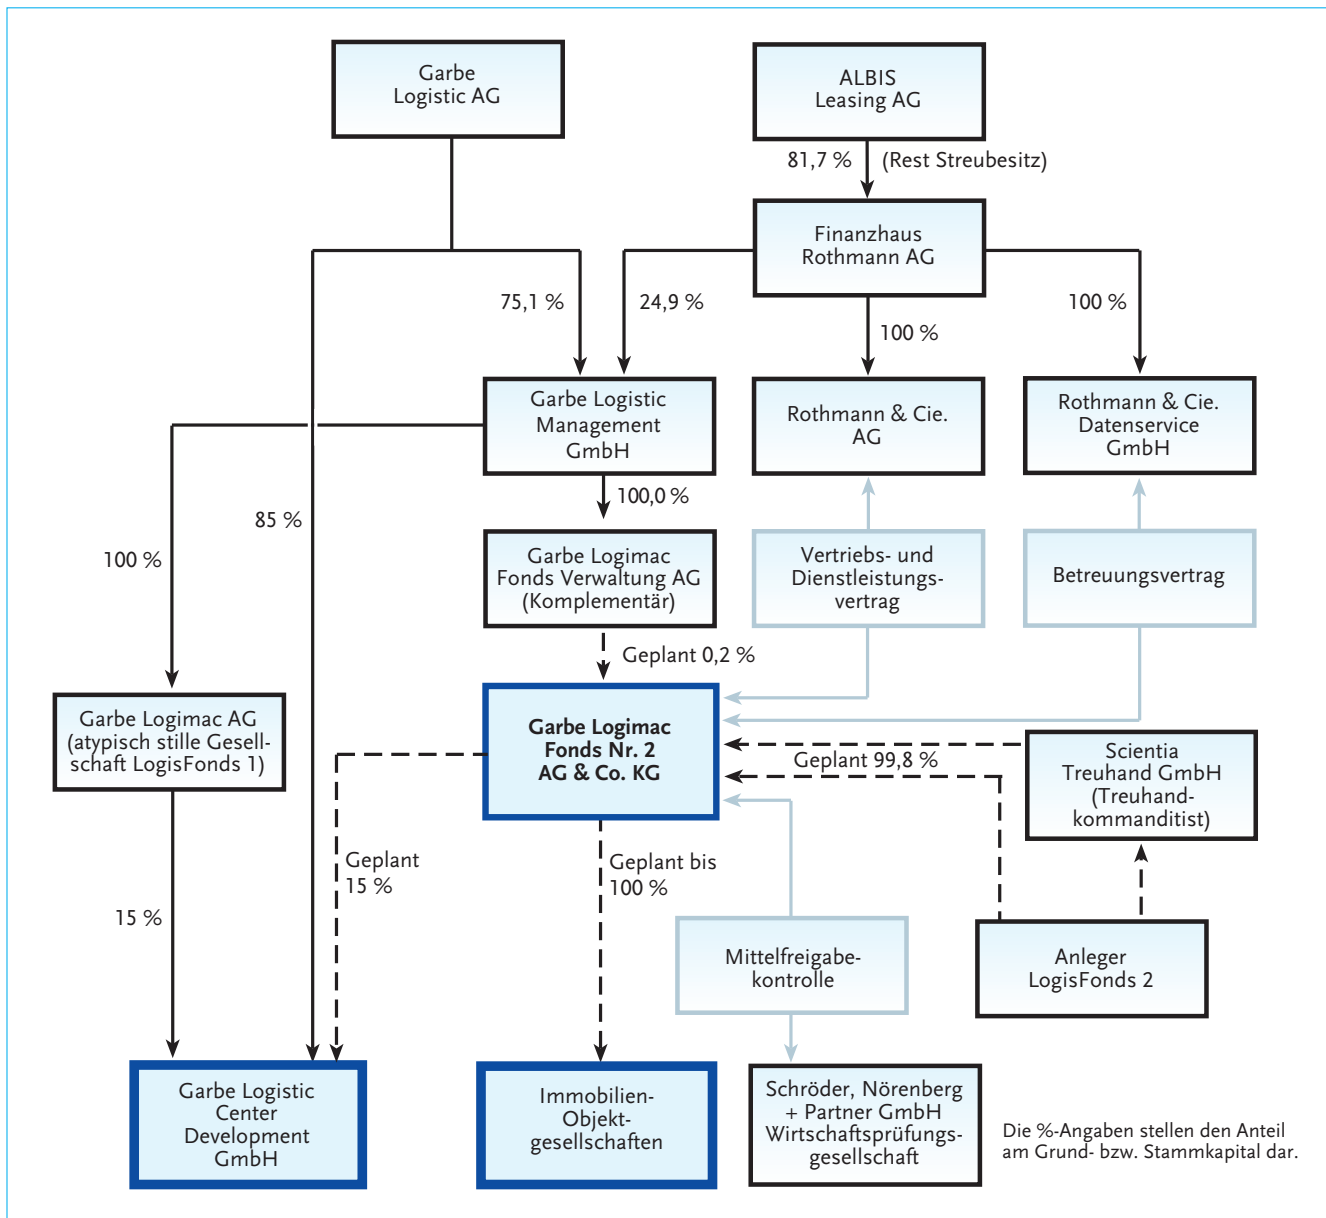 Garbe
Logistic AG
ALBIS
Leasing AG
81,7 % (Rest Streubesitz)
Finanzhaus
Rothmann AG
75,1 %
24,9 %
100 %
100 %
Garbe Logistic
Management
GmbH
Rothmann & Cie.
AG
Rothmann & Cie.
Datenservice
GmbH
100,0 %
85 %
100 %
Garbe Logimac
Fonds Verwaltung AG
(Komplementär)
Vertriebs- und
Dienstleistungs-
vertrag
Betreuungsvertrag
Geplant 0,2 %
Garbe Logimac AG
(atypisch stille Gesell-
schaft LogisFonds 1)
Garbe Logimac
Fonds Nr. 2
AG & Co. KG
Geplant 99,8 %
Scientia
Treuhand GmbH
(Treuhand-
kommanditist)
Geplant
15 %
Geplant bis
100 %
15 %
Mittelfreigabe-
kontrolle
Anleger
LogisFonds 2
Garbe Logistic
Center
Development
GmbH
Immobilien-
Objekt-
gesellschaften
Schröder, Nörenberg
+ Partner GmbH
Wirtschaftsprüfungs-
gesellschaft
Die %-Angaben stellen den Anteil
am Grund- bzw. Stammkapital dar.